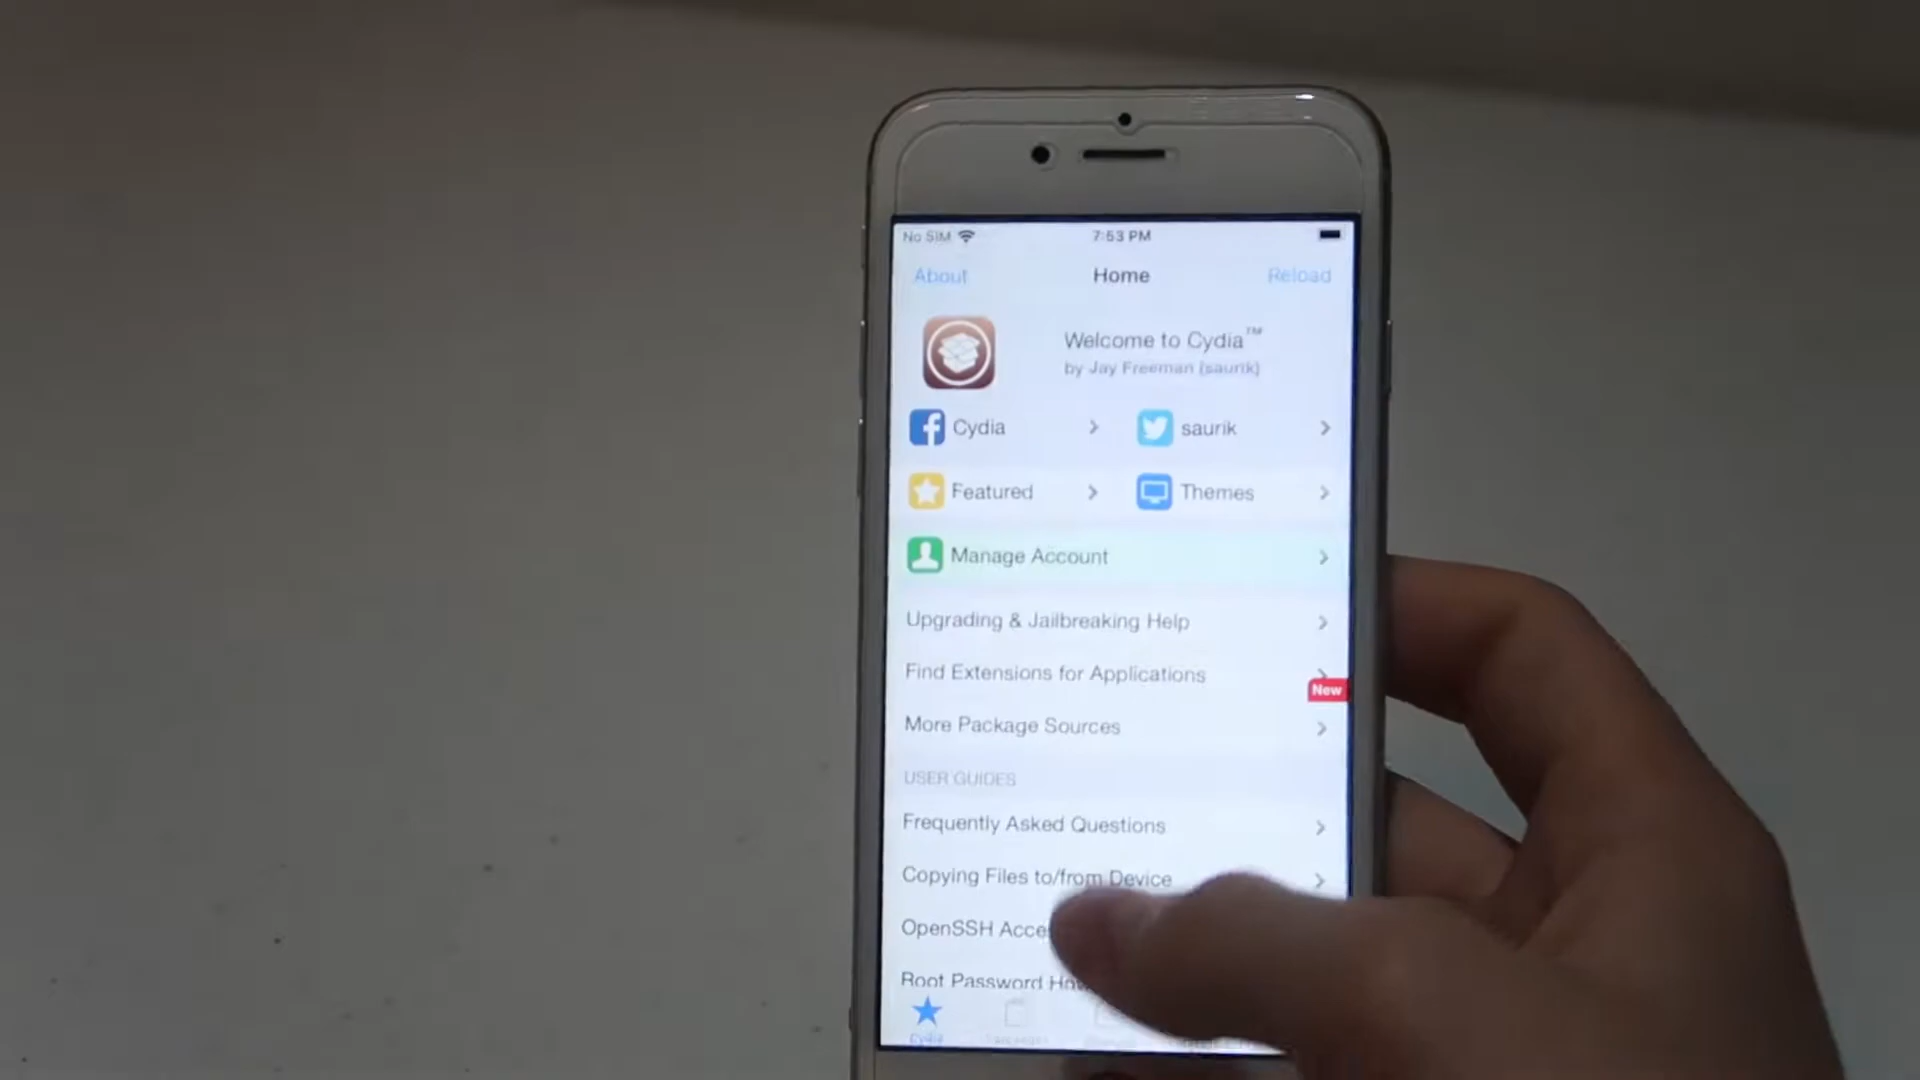 No SIM 7:53 PM
About Home Reload
Welcome to Cydia™
by Jay Freeman (saurik)
Cydia saurik
Featured Themes
Manage Account
Upgrading & Jailbreaking Help
Find Extensions for Applications
New
More Package Sources
USER GUIDES
Frequently Asked Questions
Copying Files to/from Device
OpenSSH Acce
Root Password Ho
Cydia